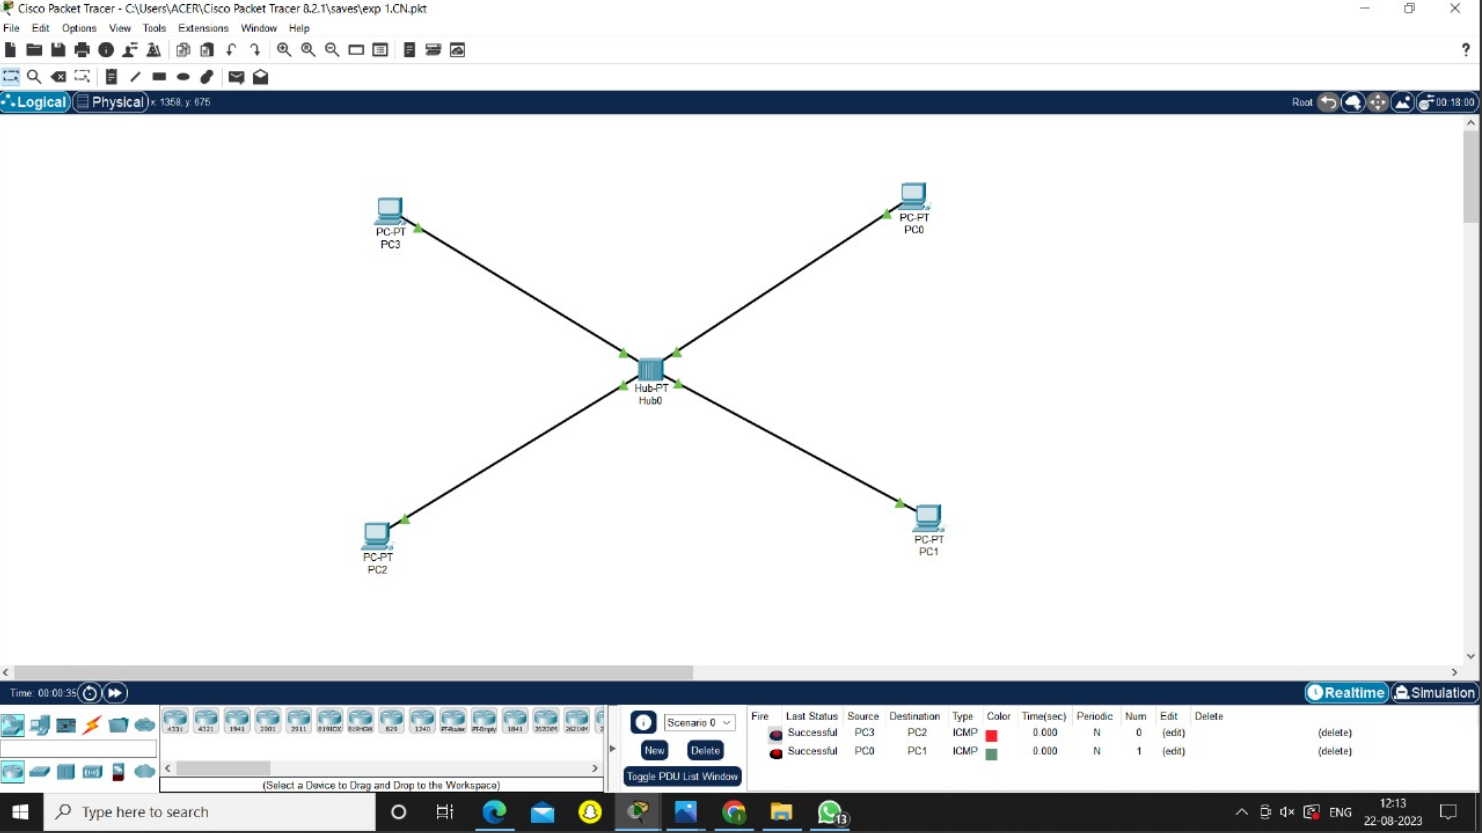 Cisco Packet Tracer - C:\Users\ACER\Cisco Packet Tracer 8.2.1\saves\exp 1.CN.pkt
File Edit Options View Tools Extensions Window Help
?
Logical Physical x: 1358, y: 675 Root 00:18:00
PC-PT
PC3
PC-PT
PC0
Hub-PT
Hub0
PC-PT
PC2
PC-PT
PC1
Time: 00:00:35 Realtime Simulation
4331 4321 1941 2901 2911 819IOX 819HGW 829 1240 PT-Router PT-Empty 1841 2620XM 2621XM 2
(Select a Device to Drag and Drop to the Workspace)
Scenario 0
New Delete
Toggle PDU List Window
Fire Last Status Source Destination Type Color Time(sec) Periodic Num Edit Delete
Successful PC3 PC2 ICMP 0.000 N 0 (edit) (delete)
Successful PC0 PC1 ICMP 0.000 N 1 (edit) (delete)
Type here to search
13
ENG
12:13
22-08-2023